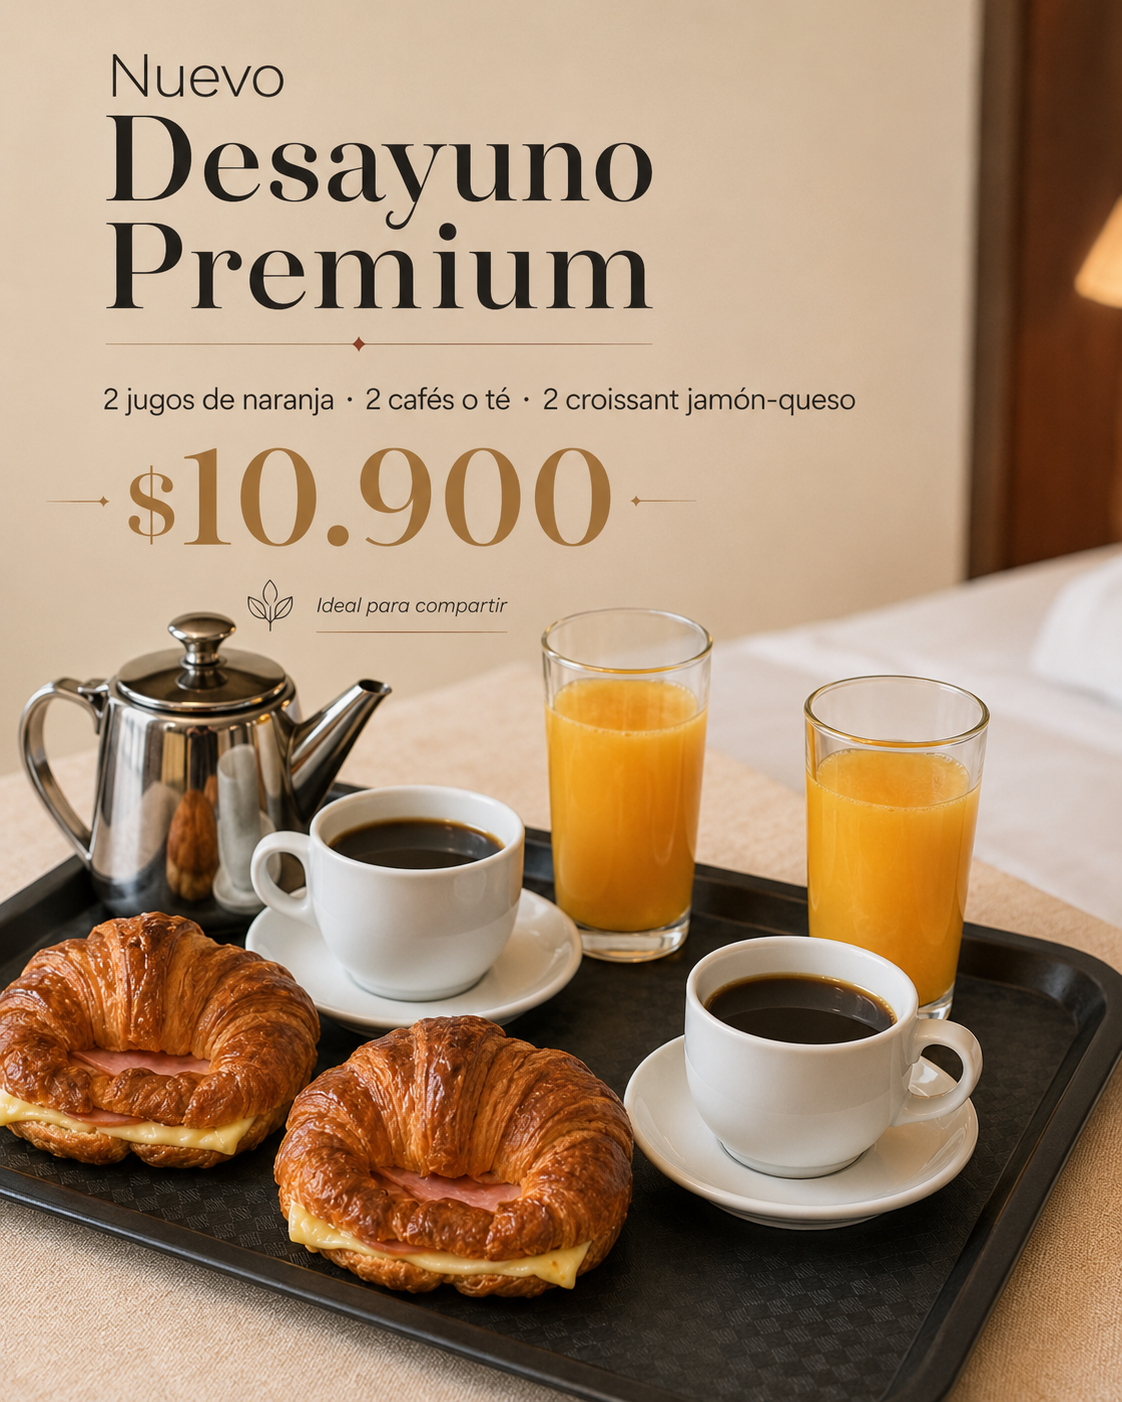 Nuevo
Desayuno
Premium
2 jugos de naranja · 2 cafés o té · 2 croissant jamón-queso
$10.900
Ideal para compartir